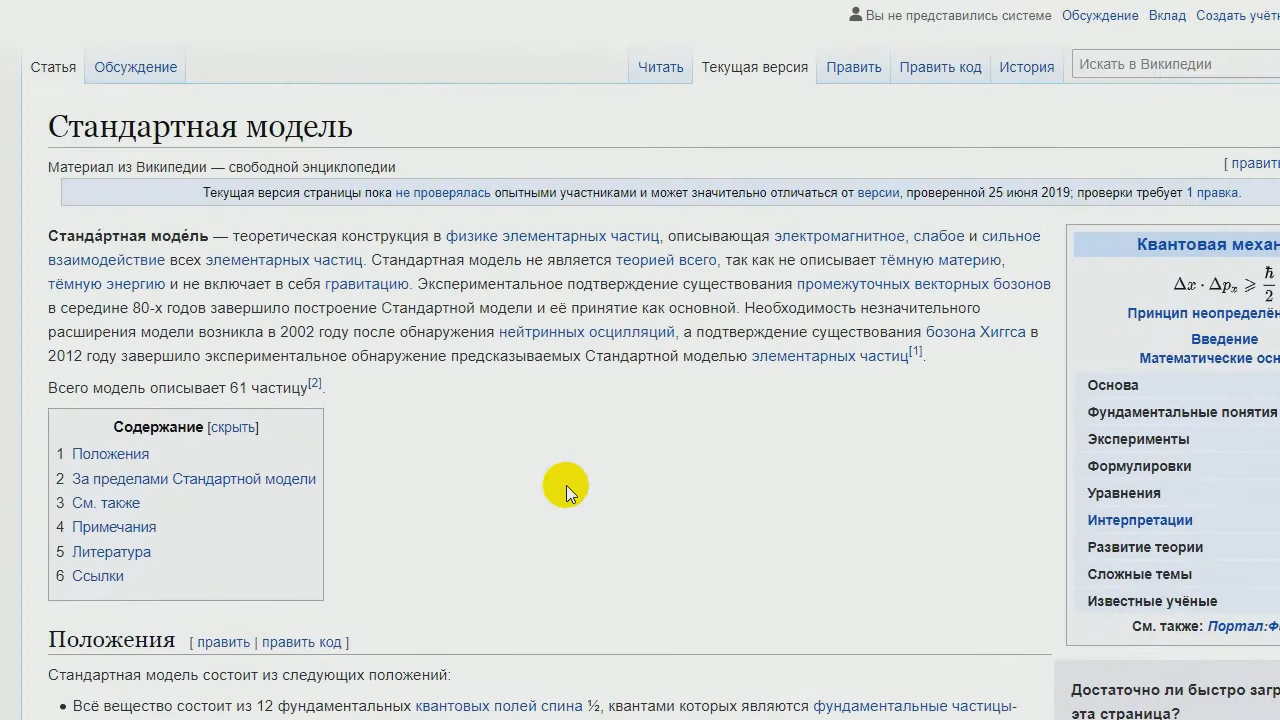 Вы не представились системе Обсуждение Вклад Создать
Статья Обсуждение Читать Текущая версия Править Править код История Искать в Википедии
Стандартная модель
Материал из Википедии — свободной энциклопедии
[ править
Текущая версия страницы пока не проверялась опытными участниками и может значительно отличаться от версии, проверенной 25 июня 2019; проверки требует 1 правка.
Станда́ртная моде́ль — теоретическая конструкция в физике элементарных частиц, описывающая электромагнитное, слабое и сильное
взаимодействие всех элементарных частиц. Стандартная модель не является теорией всего, так как не описывает тёмную материю,
тёмную энергию и не включает в себя гравитацию. Экспериментальное подтверждение существования промежуточных векторных бозонов
в середине 80-х годов завершило построение Стандартной модели и её принятие как основной. Необходимость незначительного
расширения модели возникла в 2002 году после обнаружения нейтринных осцилляций, а подтверждение существования бозона Хиггса в
2012 году завершило экспериментальное обнаружение предсказываемых Стандартной моделью элементарных частиц[1].
Всего модель описывает 61 частицу[2].
Содержание [скрыть]
1 Положения
2 За пределами Стандартной модели
3 См. также
4 Примечания
5 Литература
6 Ссылки
Положения [ править | править код ]
Стандартная модель состоит из следующих положений:
• Всё вещество состоит из 12 фундаментальных квантовых полей спина ½, квантами которых являются фундаментальные частицы-
Квантовая
Δx · Δpₓ ⩾ ħ/2
Принцип
Введение
Математические
Основа
Фундаментальные понятия
Эксперименты
Формулировки
Уравнения
Интерпретации
Развитие теории
Сложные темы
Известные учёные
См. также:
Достаточно ли быстро
эта страница?